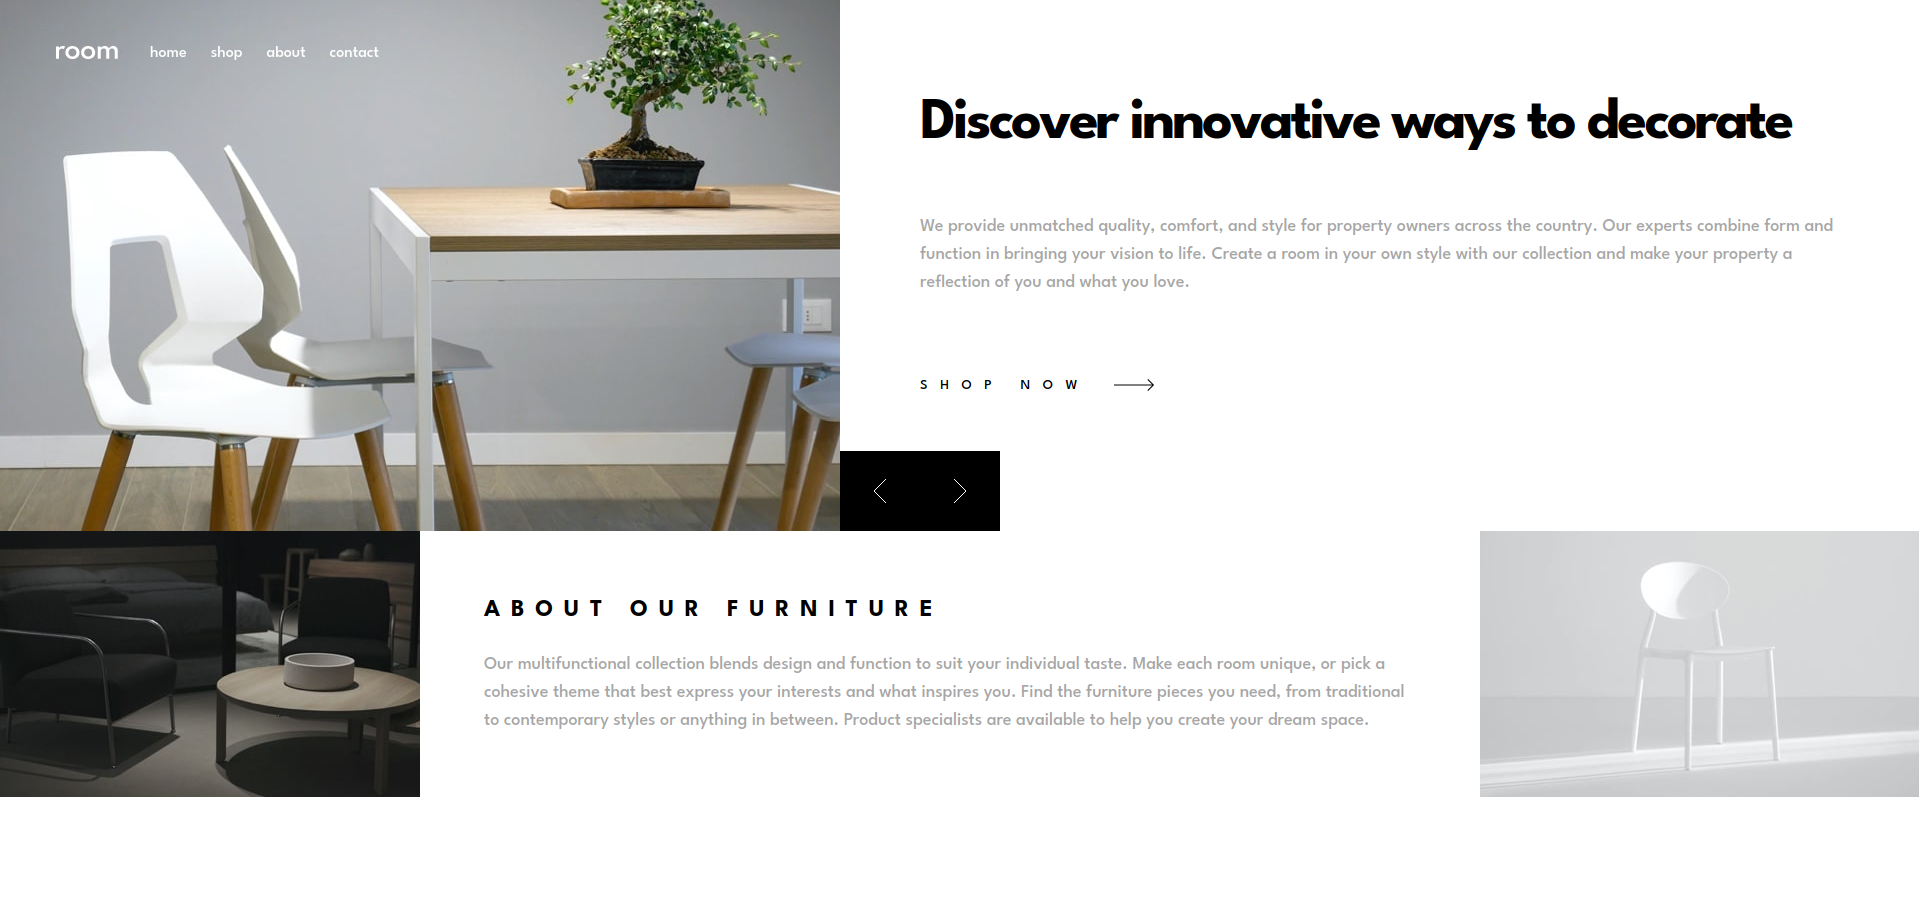 room home shop about contact
Discover innovative ways to decorate
We provide unmatched quality, comfort, and style for property owners across the country. Our experts combine form and
function in bringing your vision to life. Create a room in your own style with our collection and make your property a
reflection of you and what you love.
SHOP NOW
ABOUT OUR FURNITURE
Our multifunctional collection blends design and function to suit your individual taste. Make each room unique, or pick a
cohesive theme that best express your interests and what inspires you. Find the furniture pieces you need, from traditional
to contemporary styles or anything in between. Product specialists are available to help you create your dream space.